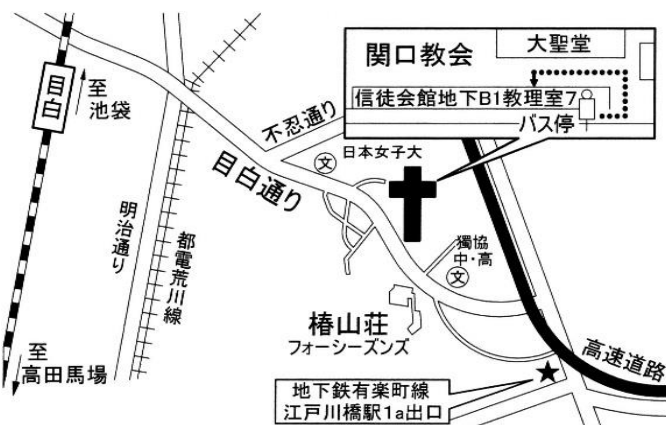 関口教会
大聖堂
信徒会館地下B1教理室7
バス停
目白
至
池袋
不忍通り
文
日本女子大
目白通り
明治通り
都電荒川線
獨協
中・高
文
椿山荘
フォーシーズンズ
至
高田馬場
高速道路
地下鉄有楽町線
江戸川橋駅1a出口